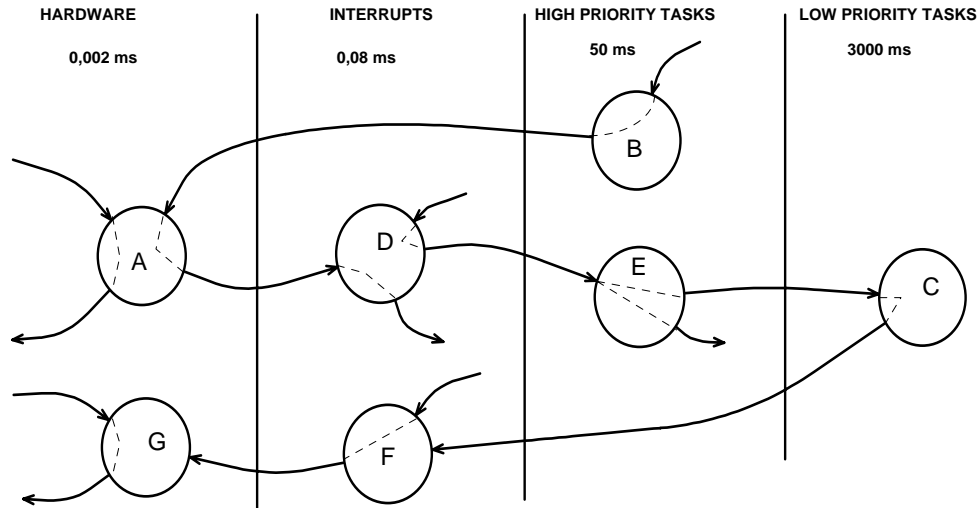 HARDWARE
INTERRUPTS
HIGH PRIORITY TASKS
LOW PRIORITY TASKS
0,002 ms
0,08 ms
50 ms
3000 ms
B
A
D
E
C
G
F